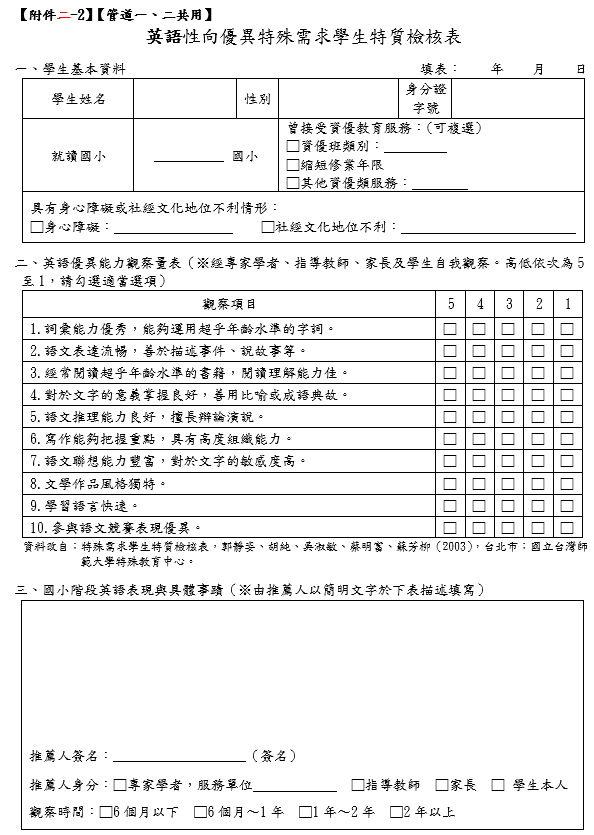 【附件二-2】【管道一、二共用】
英語性向優異特殊需求學生特質檢核表
一、學生基本資料 填表： 年 月 日
學生姓名 性別 身分證字號
就讀國小 ________ 國小 曾接受資優教育服務：(可複選)
□資優班類別：________
□縮短修業年限
□其他資優類服務：________
具有身心障礙或社經文化地位不利情形：
□身心障礙：________ □社經文化地位不利：________
二、英語優異能力觀察量表（※經專家學者、指導教師、家長及學生自我觀察。高低依次為5
至1，請勾選適當選項）
觀察項目 5 4 3 2 1
1.詞彙能力優秀，能夠運用超乎年齡水準的字詞。 □ □ □ □ □
2.語文表達流暢，善於描述事件、說故事等。 □ □ □ □ □
3.經常閱讀超乎年齡水準的書籍，閱讀理解能力佳。 □ □ □ □ □
4.對於文字的意義掌握良好，善用比喻或成語典故。 □ □ □ □ □
5.語文推理能力良好，擅長辯論演說。 □ □ □ □ □
6.寫作能夠把握重點，具有高度組織能力。 □ □ □ □ □
7.語文聯想能力豐富，對於文字的敏感度高。 □ □ □ □ □
8.文學作品風格獨特。 □ □ □ □ □
9.學習語言快速。 □ □ □ □ □
10.參與語文競賽表現優異。 □ □ □ □ □
資料改自：特殊需求學生特質檢核表，郭靜姿、胡純、吳淑敏、蔡明富、蘇芳柳（2003），台北市：國立台灣師
範大學特殊教育中心。
三、國小階段英語表現與具體事蹟（※由推薦人以簡明文字於下表描述填寫）
推薦人簽名：________（簽名）
推薦人身分：□專家學者，服務單位________ □指導教師 □家長 □ 學生本人
觀察時間：□6個月以下 □6個月～1年 □1年～2年 □2年以上